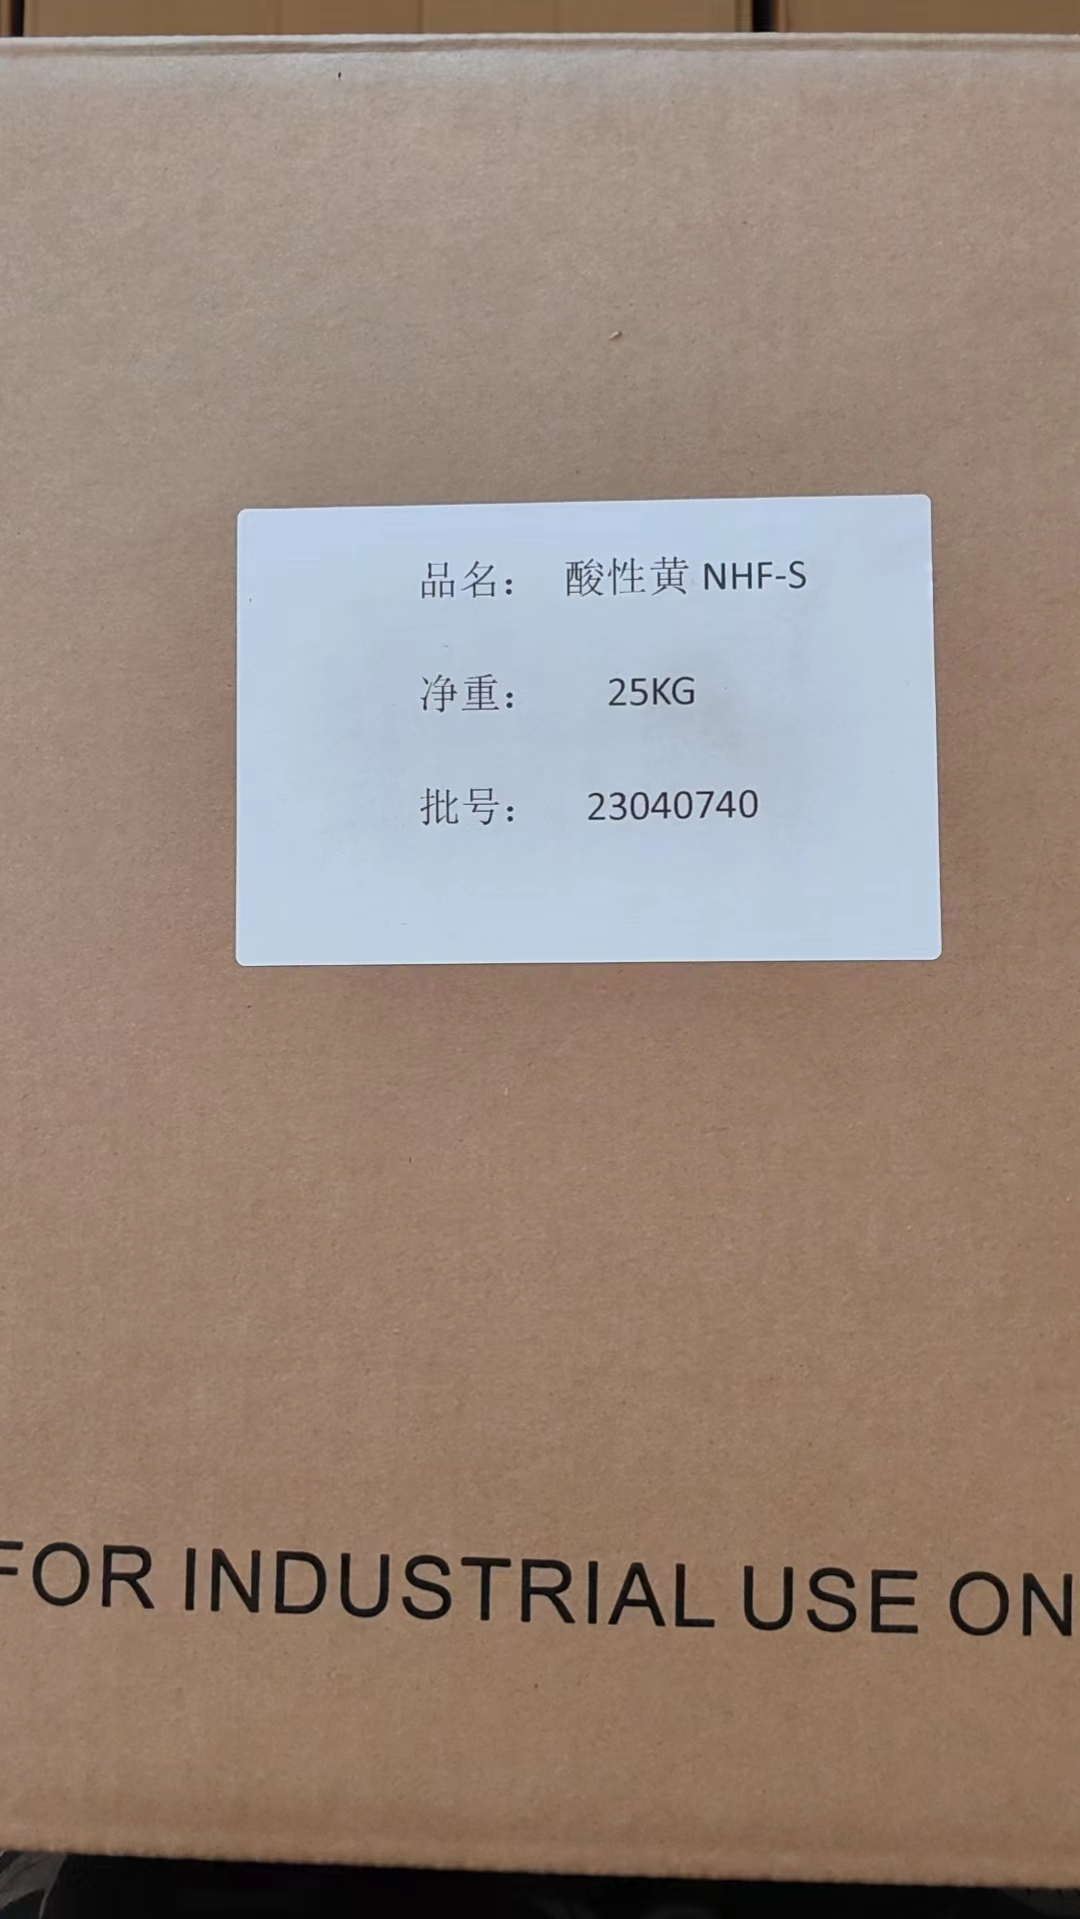 品名： 酸性黄 NHF-S
净重： 25KG
批号： 23040740
FOR INDUSTRIAL USE ON